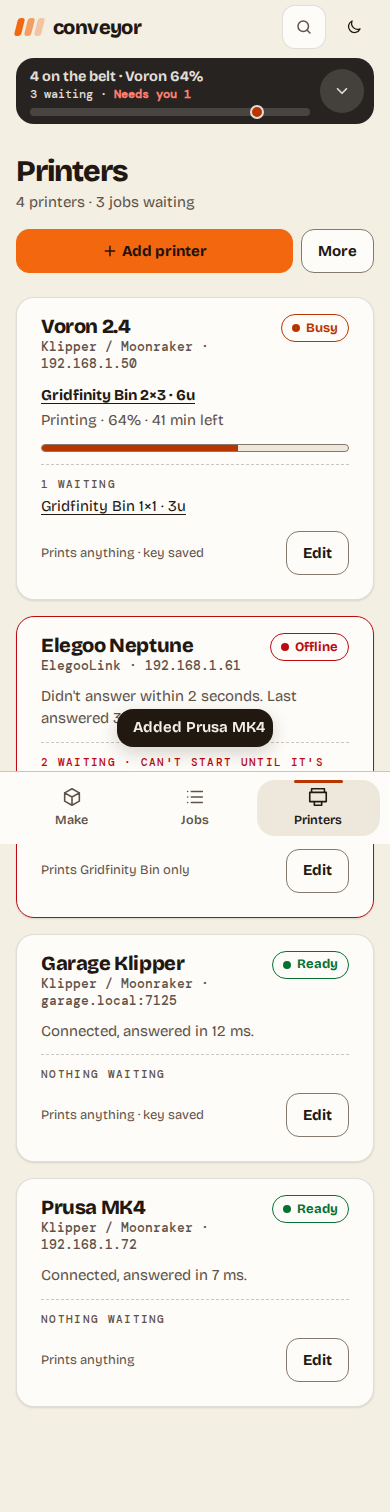 conveyor
4 on the belt · Voron 64%
3 waiting · Needs you 1
Printers
4 printers · 3 jobs waiting
+ Add printer
More
Voron 2.4
Busy
Klipper / Moonraker ·
192.168.1.50
Gridfinity Bin 2×3 · 6u
Printing · 64% · 41 min left
1 WAITING
Gridfinity Bin 1×1 · 3u
Prints anything · key saved
Edit
Elegoo Neptune
Offline
ElegooLink · 192.168.1.61
Didn't answer within 2 seconds. Last
answered 3
Added Prusa MK4
2 WAITING · CAN'T START UNTIL IT'S
Make
Jobs
Printers
Prints Gridfinity Bin only
Edit
Garage Klipper
Ready
Klipper / Moonraker ·
garage.local:7125
Connected, answered in 12 ms.
NOTHING WAITING
Prints anything · key saved
Edit
Prusa MK4
Ready
Klipper / Moonraker ·
192.168.1.72
Connected, answered in 7 ms.
NOTHING WAITING
Prints anything
Edit